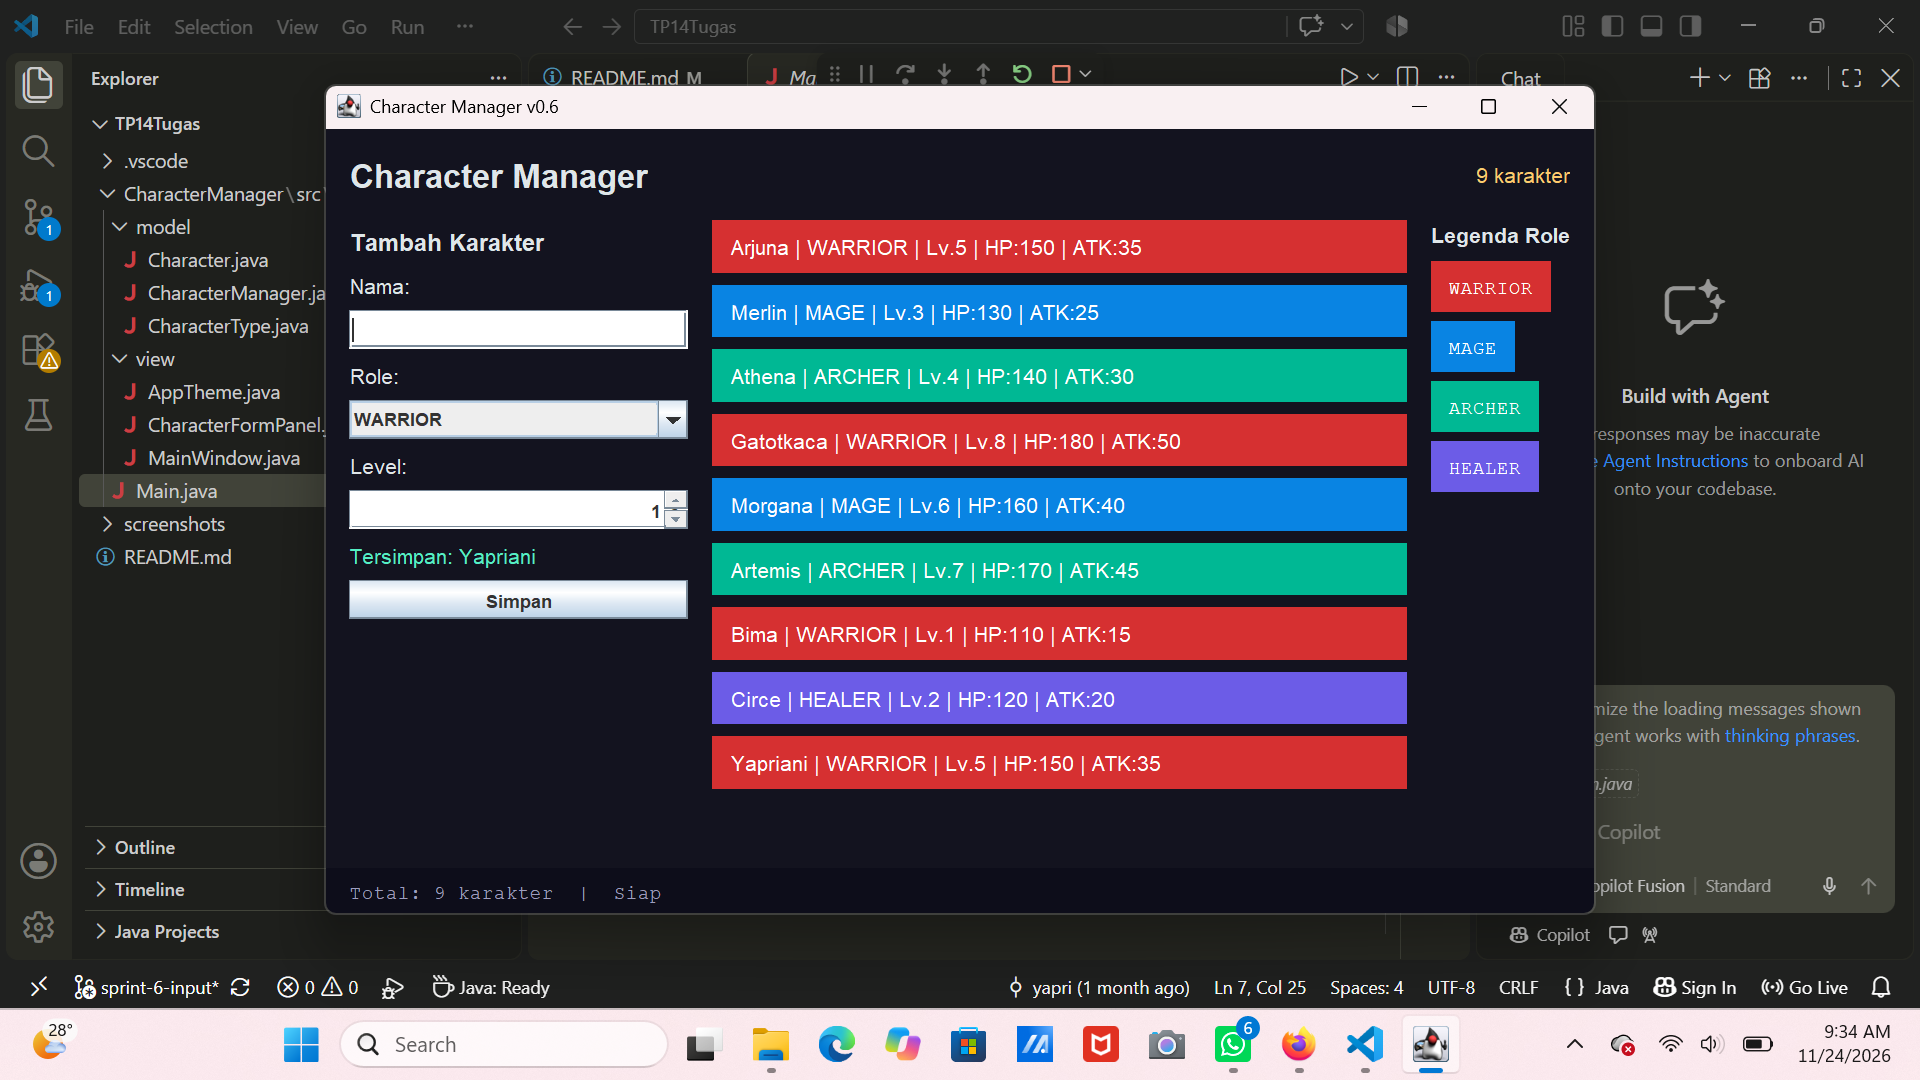 File Edit Selection View Go Run ···
TP14Tugas
Explorer
README.md M
Ma
Chat
TP14Tugas
.vscode
CharacterManager\src
model
Character.java
CharacterManager.ja
CharacterType.java
view
AppTheme.java
CharacterFormPanel.
MainWindow.java
Main.java
screenshots
README.md
Outline
Timeline
Java Projects
1
1
Character Manager v0.6
Character Manager
9 karakter
Tambah Karakter
Nama:
Role:
WARRIOR
Level:
1
Tersimpan: Yapriani
Simpan
Arjuna | WARRIOR | Lv.5 | HP:150 | ATK:35
Merlin | MAGE | Lv.3 | HP:130 | ATK:25
Athena | ARCHER | Lv.4 | HP:140 | ATK:30
Gatotkaca | WARRIOR | Lv.8 | HP:180 | ATK:50
Morgana | MAGE | Lv.6 | HP:160 | ATK:40
Artemis | ARCHER | Lv.7 | HP:170 | ATK:45
Bima | WARRIOR | Lv.1 | HP:110 | ATK:15
Circe | HEALER | Lv.2 | HP:120 | ATK:20
Yapriani | WARRIOR | Lv.5 | HP:150 | ATK:35
Legenda Role
WARRIOR
MAGE
ARCHER
HEALER
Total: 9 karakter | Siap
Build with Agent
responses may be inaccurate
e Agent Instructions to onboard AI
onto your codebase.
mize the loading messages shown
gent works with thinking phrases.
n.java
Copilot
opilot Fusion | Standard
Copilot
sprint-6-input* 0 0 Java: Ready
yapri (1 month ago) Ln 7, Col 25 Spaces: 4 UTF-8 CRLF { } Java Sign In Go Live
28°
Search
6
9:34 AM
11/24/2026